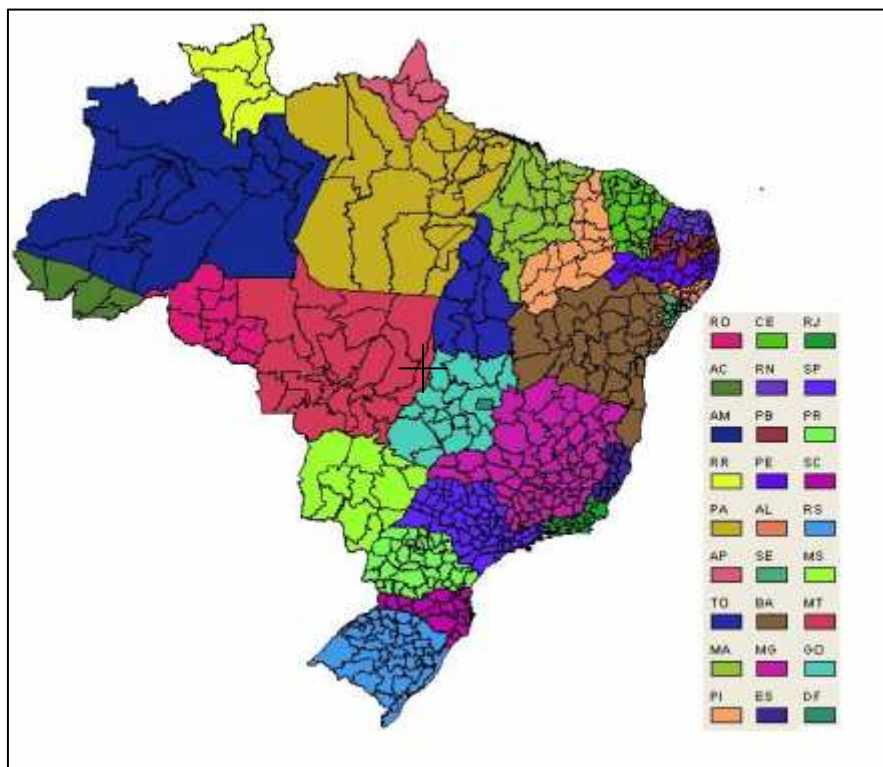 RO CE RJ
AC RN SP
AM PB PR
RR PE SC
PA AL RS
AP SE MS
TO BA MT
MA MG GO
PI ES DF